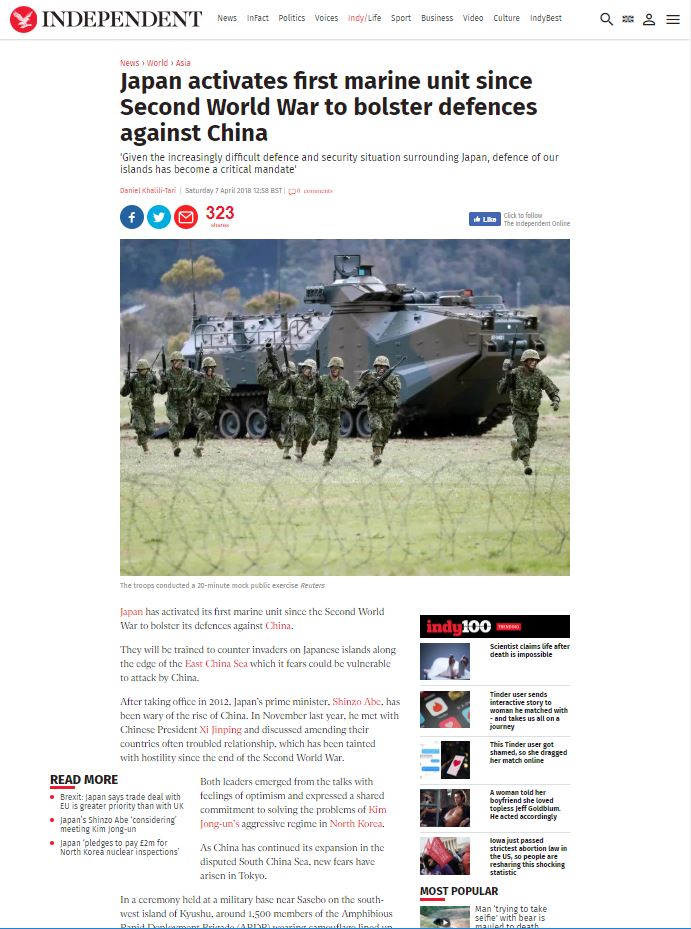 INDEPENDENT
News InFact Politics Voices Indy/Life Sport Business Video Culture IndyBest
News › World › Asia
Japan activates first marine unit since
Second World War to bolster defences
against China
'Given the increasingly difficult defence and security situation surrounding Japan, defence of our
islands has become a critical mandate'
Daniel Khalili-Tari | Saturday 7 April 2018 12:58 BST | 0 comments
323
shares
Like
Click to follow
The Independent Online
The troops conducted a 20-minute mock public exercise Reuters
Japan has activated its first marine unit since the Second World
War to bolster its defences against China.
They will be trained to counter invaders on Japanese islands along
the edge of the East China Sea which it fears could be vulnerable
to attack by China.
After taking office in 2012, Japan's prime minister, Shinzo Abe, has
been wary of the rise of China. In November last year, he met with
Chinese President Xi Jinping and discussed amending their
countries often troubled relationship, which has been tainted
with hostility since the end of the Second World War.
READ MORE
Brexit: Japan says trade deal with
EU is greater priority than with UK
Japan's Shinzo Abe 'considering'
meeting Kim Jong-un
Japan 'pledges to pay £2m for
North Korea nuclear inspections'
Both leaders emerged from the talks with
feelings of optimism and expressed a shared
commitment to solving the problems of Kim
Jong-un's aggressive regime in North Korea.
As China has continued its expansion in the
disputed South China Sea, new fears have
arisen in Tokyo.
In a ceremony held at a military base near Sasebo on the south-
west island of Kyushu, around 1,500 members of the Amphibious
Rapid Deployment Brigade (ARDB) wearing camouflage lined up
indy100 TRENDING
Scientist claims life after
death is impossible
Tinder user sends
interactive story to
woman he matched with
- and takes us all on a
journey
This Tinder user got
shamed, so she dragged
her match online
A woman told her
boyfriend she loved
topless Jeff Goldblum.
He acted accordingly
Iowa just passed
strictest abortion law in
the US, so people are
resharing this shocking
statistic
MOST POPULAR
Man 'trying to take
selfie' with bear is
mauled to death